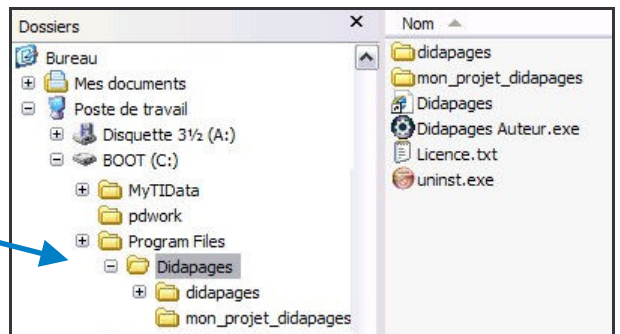 Dossiers
Bureau
Mes documents
Poste de travail
Disquette 3½ (A:)
BOOT (C:)
MyTIData
pdwork
Program Files
Didapages
didapages
mon_projet_didapages
Nom
didapages
mon_projet_didapages
Didapages
Didapages Auteur.exe
Licence.txt
uninst.exe